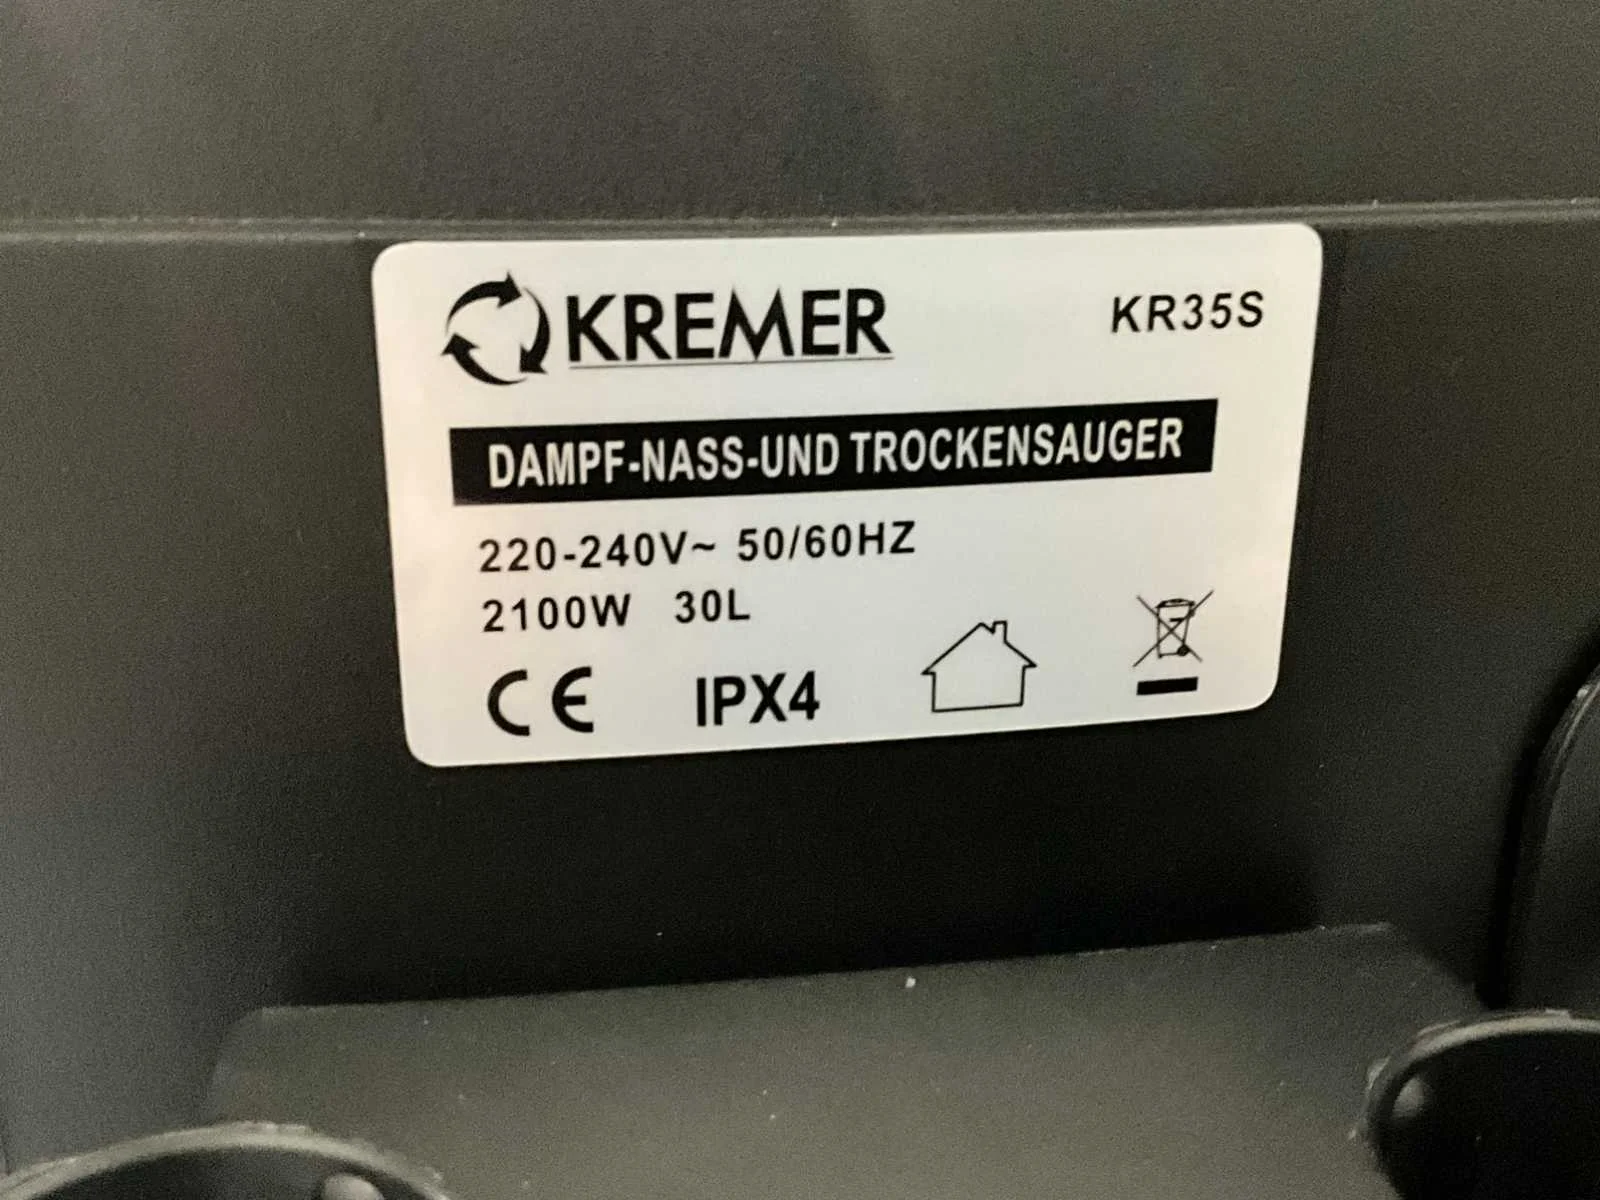 KREMER KR35S
DAMPF-NASS-UND TROCKENSAUGER
220-240V~ 50/60HZ
2100W 30L
CE IPX4